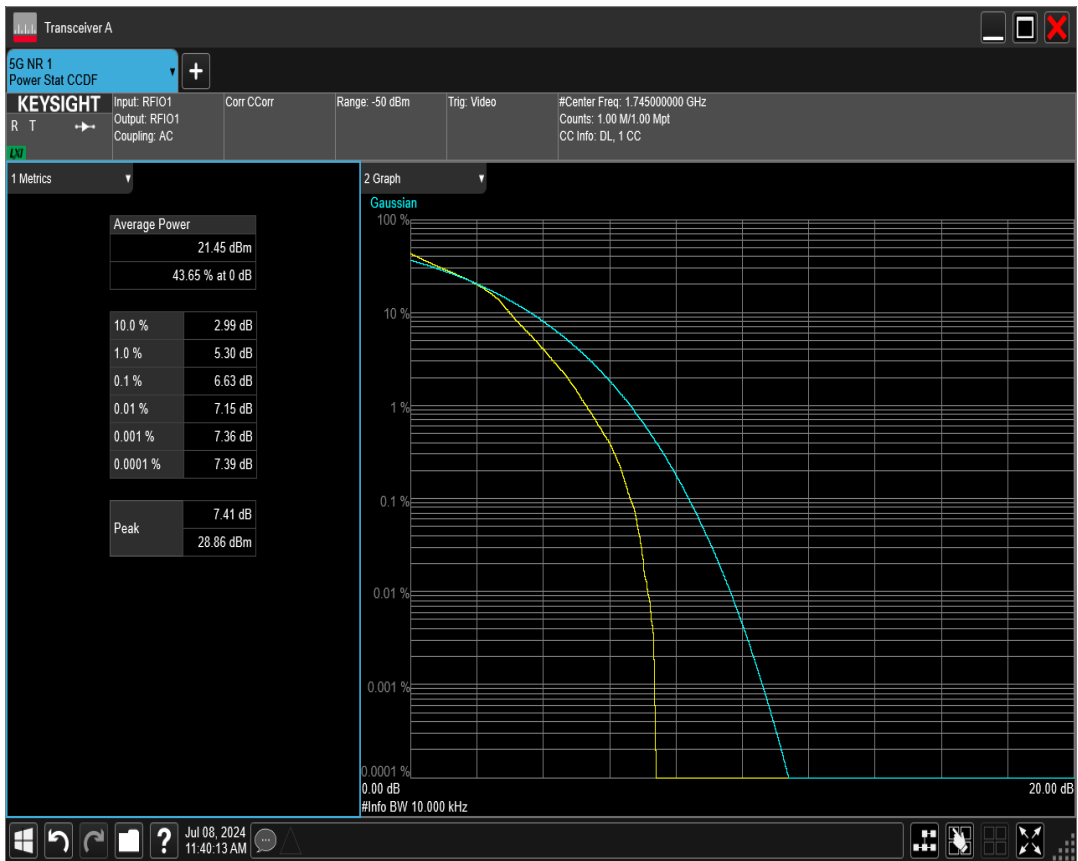 Transceiver A
5G NR 1
Power Stat CCDF
KEYSIGHT
R T
LXI
Input: RFIO1
Output: RFIO1
Coupling: AC
Corr CCorr
Range: -50 dBm
Trig: Video
#Center Freq: 1.745000000 GHz
Counts: 1.00 M/1.00 Mpt
CC Info: DL, 1 CC
1 Metrics
Average Power
21.45 dBm
43.65 % at 0 dB
10.0 % 2.99 dB
1.0 % 5.30 dB
0.1 % 6.63 dB
0.01 % 7.15 dB
0.001 % 7.36 dB
0.0001 % 7.39 dB
Peak
7.41 dB
28.86 dBm
2 Graph
Gaussian
100 %
10 %
1 %
0.1 %
0.01 %
0.001 %
0.0001 %
0.00 dB
20.00 dB
#Info BW 10.000 kHz
?
Jul 08, 2024
11:40:13 AM